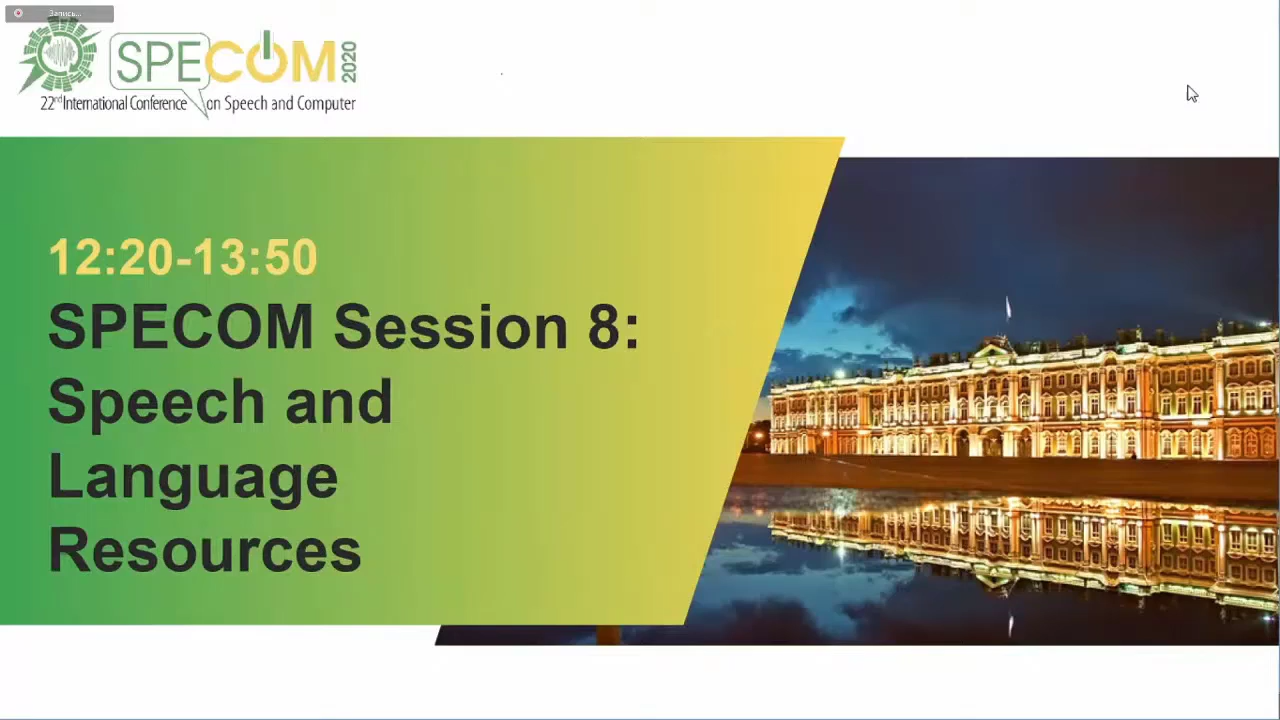 Запись...
SPECOM 2020
22nd International Conference on Speech and Computer
12:20-13:50
SPECOM Session 8:
Speech and
Language
Resources